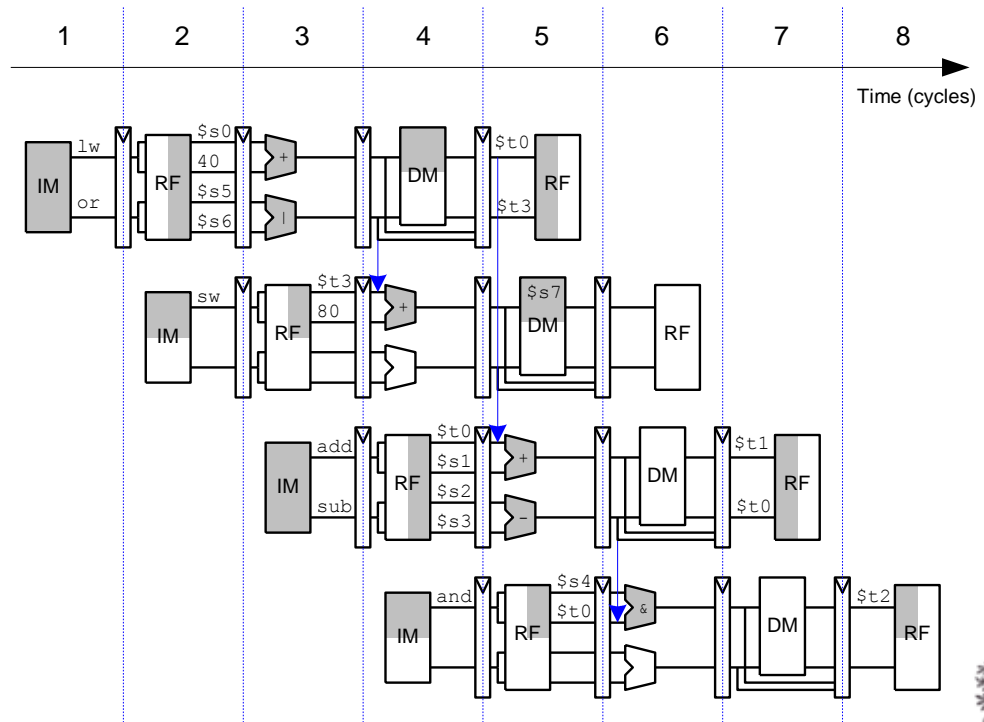 1 2 3 4 5 6 7 8
Time (cycles)
IM lw or RF $s0 40 $s5 $s6 + | DM $t0 $t3 RF
IM sw RF $t3 80 + $s7 DM RF
IM add sub RF $t0 $s1 $s2 $s3 + - DM $t1 $t0 RF
IM and RF $s4 $t0 & DM $t2 RF